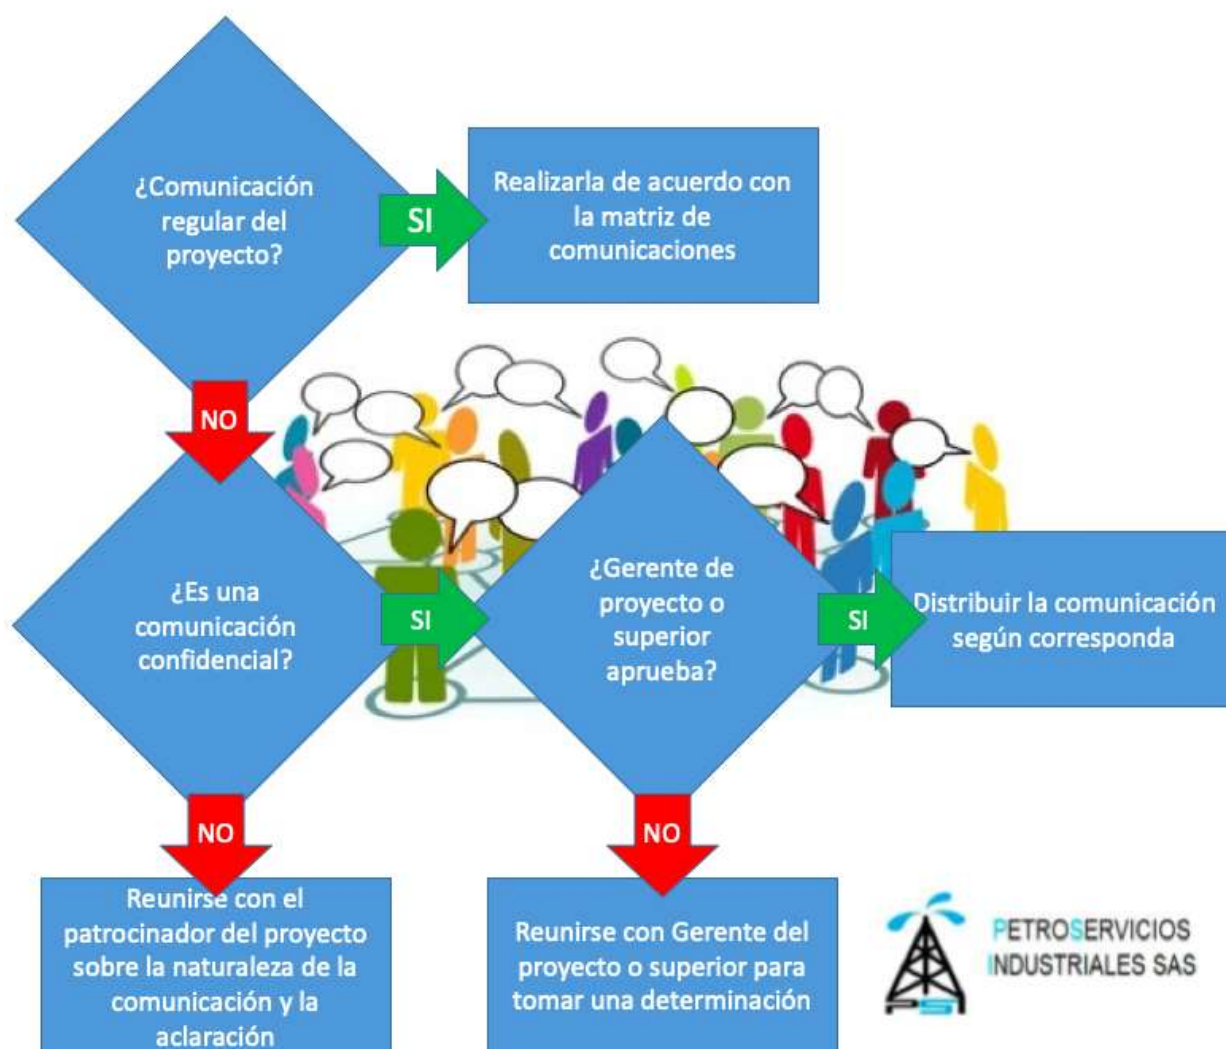 ¿Comunicación
regular del
proyecto?
SI
Realizarla de acuerdo con
la matriz de
comunicaciones
NO
¿Es una
comunicación
confidencial?
SI
¿Gerente de
proyecto o
superior
aprueba?
SI
Distribuir la comunicación
según corresponda
NO
Reunirse con el
patrocinador del proyecto
sobre la naturaleza de la
comunicación y la
aclaración
NO
Reunirse con Gerente del
proyecto o superior para
tomar una determinación
PETROSERVICIOS
INDUSTRIALES SAS
PSI